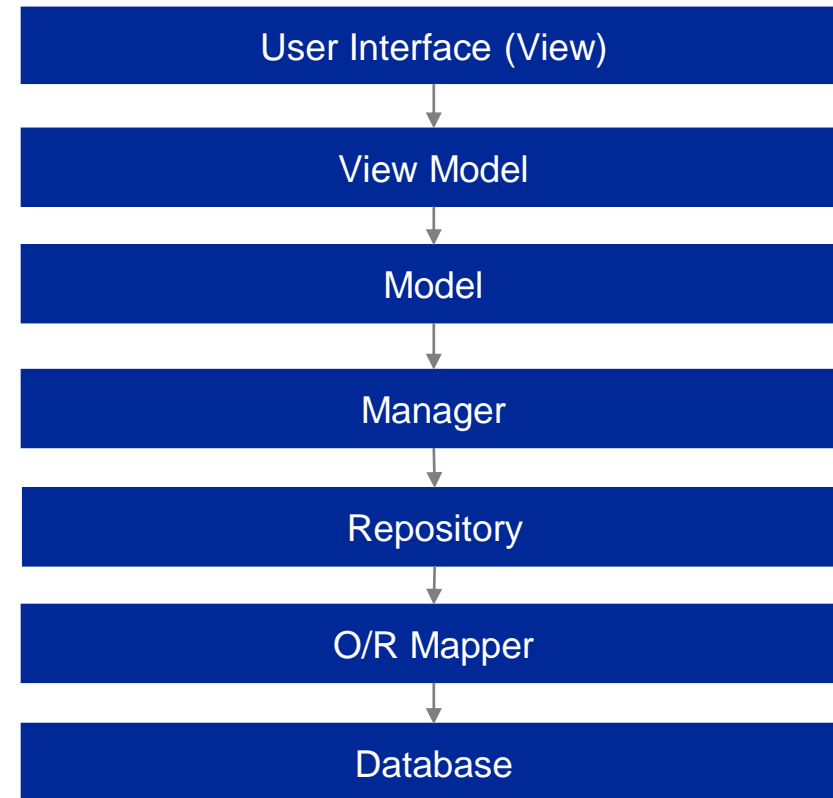 User Interface (View)
View Model
Model
Manager
Repository
O/R Mapper
Database